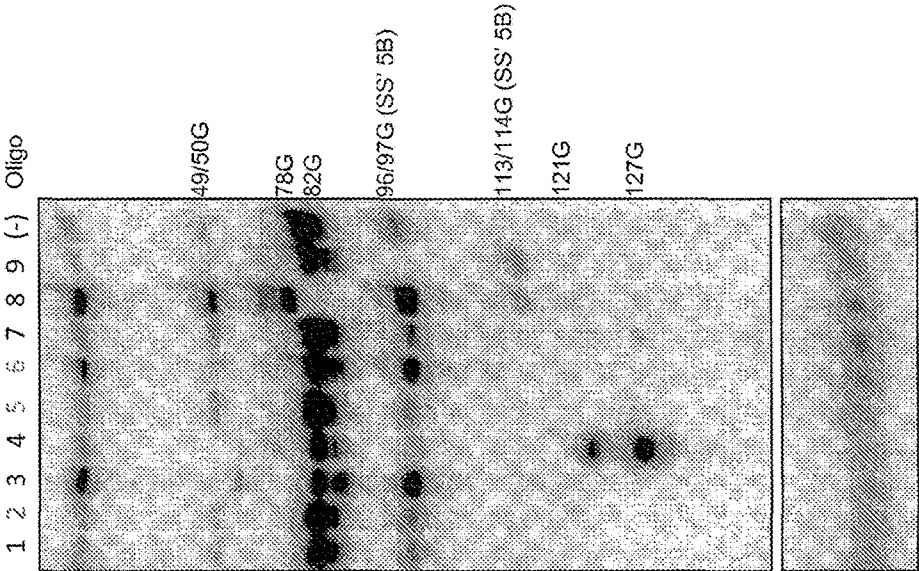 1 2 3 4 5 6 7 8 9 (-) Oligo
49/50G
78G
82G
96/97G (SS' 5B)
113/114G (SS' 5B)
121G
127G